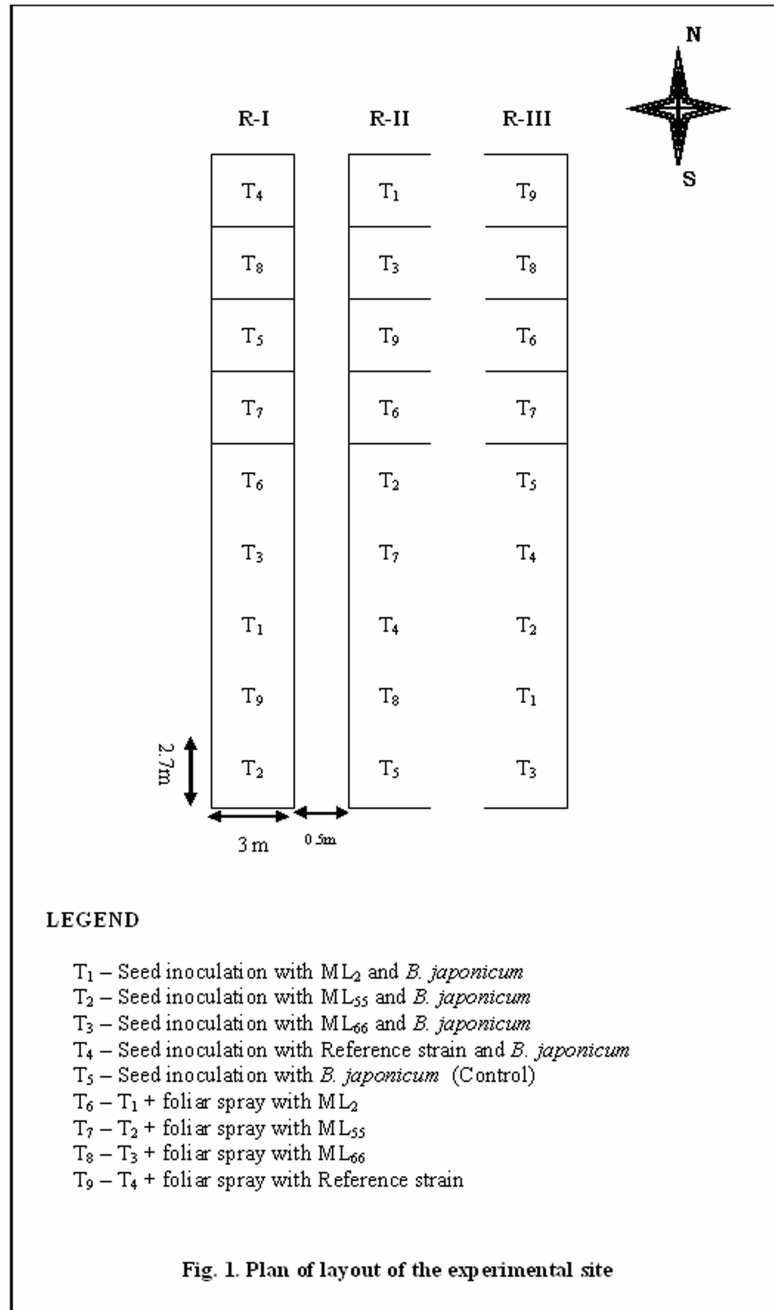 N
S
R-I R-II R-III
T₄ T₁ T₉
T₈ T₃ T₈
T₅ T₉ T₆
T₇ T₆ T₇
T₆ T₂ T₅
T₃ T₇ T₄
T₁ T₄ T₂
T₉ T₈ T₁
T₂ T₅ T₃
2.7m
3 m
0.5m
LEGEND
T₁ – Seed inoculation with ML₂ and B. japonicum
T₂ – Seed inoculation with ML₅₅ and B. japonicum
T₃ – Seed inoculation with ML₆₆ and B. japonicum
T₄ – Seed inoculation with Reference strain and B. japonicum
T₅ – Seed inoculation with B. japonicum (Control)
T₆ – T₁ + foliar spray with ML₂
T₇ – T₂ + foliar spray with ML₅₅
T₈ – T₃ + foliar spray with ML₆₆
T₉ – T₄ + foliar spray with Reference strain
Fig. 1. Plan of layout of the experimental site